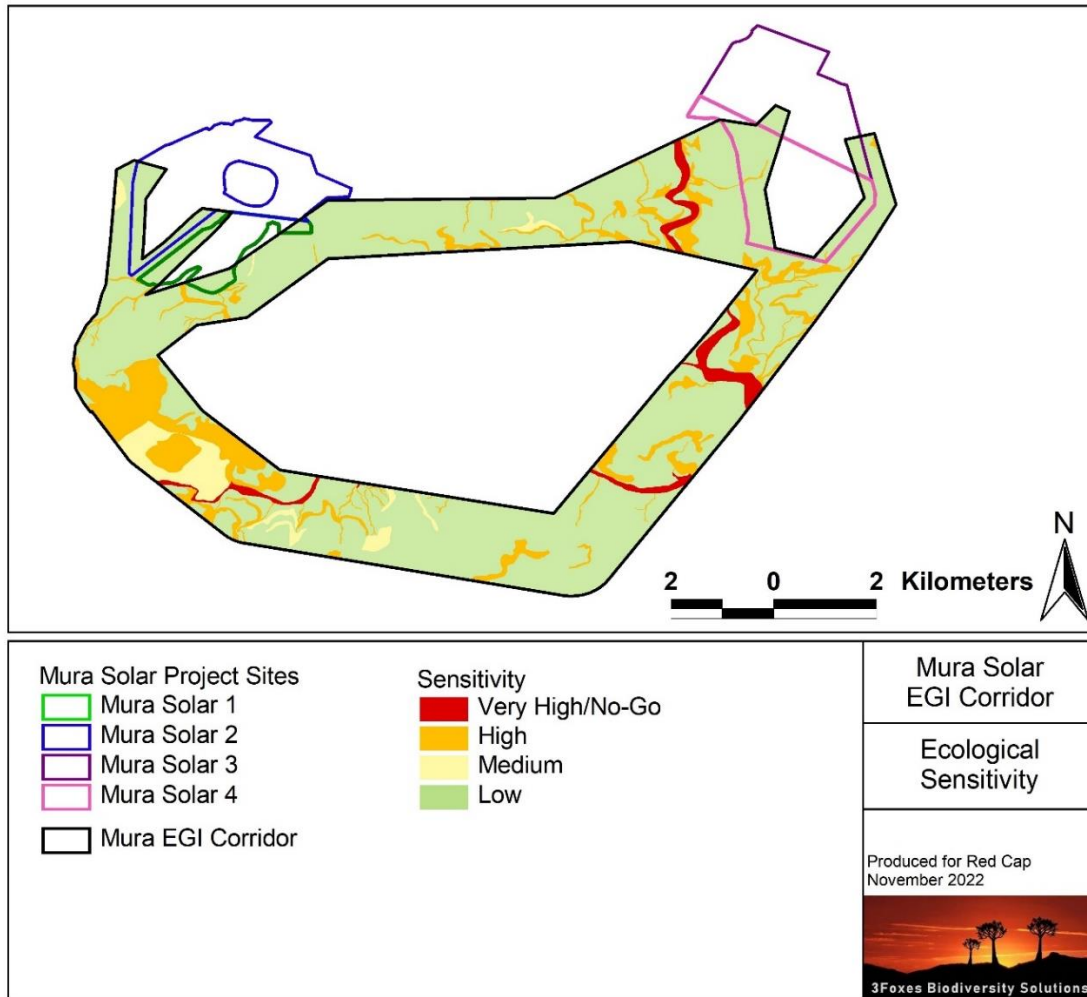 N
2 0 2 Kilometers
Mura Solar Project Sites
Mura Solar 1
Mura Solar 2
Mura Solar 3
Mura Solar 4
Mura EGI Corridor
Sensitivity
Very High/No-Go
High
Medium
Low
Mura Solar
EGI Corridor
Ecological
Sensitivity
Produced for Red Cap
November 2022
3Foxes Biodiversity Solutions